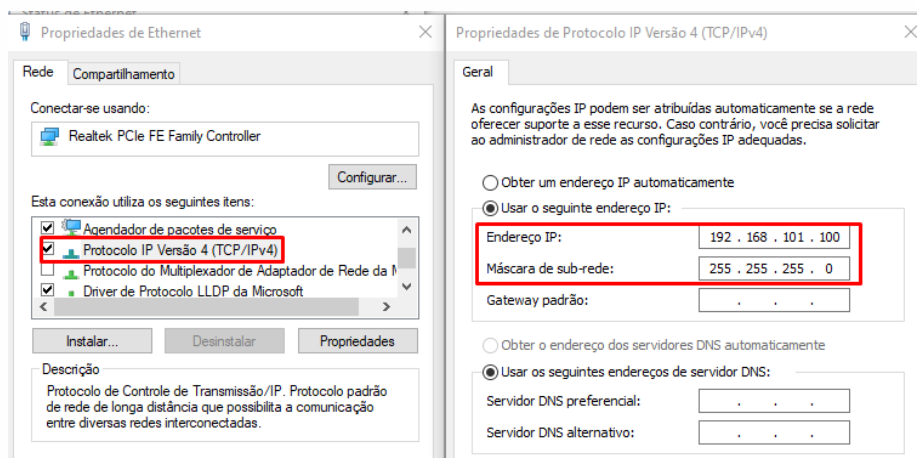 Status de Ethernet
Propriedades de Ethernet
Rede
Compartilhamento
Conectar-se usando:
Realtek PCIe FE Family Controller
Configurar...
Esta conexão utiliza os seguintes itens:
Agendador de pacotes de serviço
Protocolo IP Versão 4 (TCP/IPv4)
Protocolo do Multiplexador de Adaptador de Rede da
Driver de Protocolo LLDP da Microsoft
Instalar...
Desinstalar
Propriedades
Descrição
Protocolo de Controle de Transmissão/IP. Protocolo padrão
de rede de longa distância que possibilita a comunicação
entre diversas redes interconectadas.
Propriedades de Protocolo IP Versão 4 (TCP/IPv4)
Geral
As configurações IP podem ser atribuídas automaticamente se a rede
oferecer suporte a esse recurso. Caso contrário, você precisa solicitar
ao administrador de rede as configurações IP adequadas.
Obter um endereço IP automaticamente
Usar o seguinte endereço IP:
Endereço IP: 192 . 168 . 101 . 100
Máscara de sub-rede: 255 . 255 . 255 . 0
Gateway padrão: . . .
Obter o endereço dos servidores DNS automaticamente
Usar os seguintes endereços de servidor DNS:
Servidor DNS preferencial: . . .
Servidor DNS alternativo: . . .